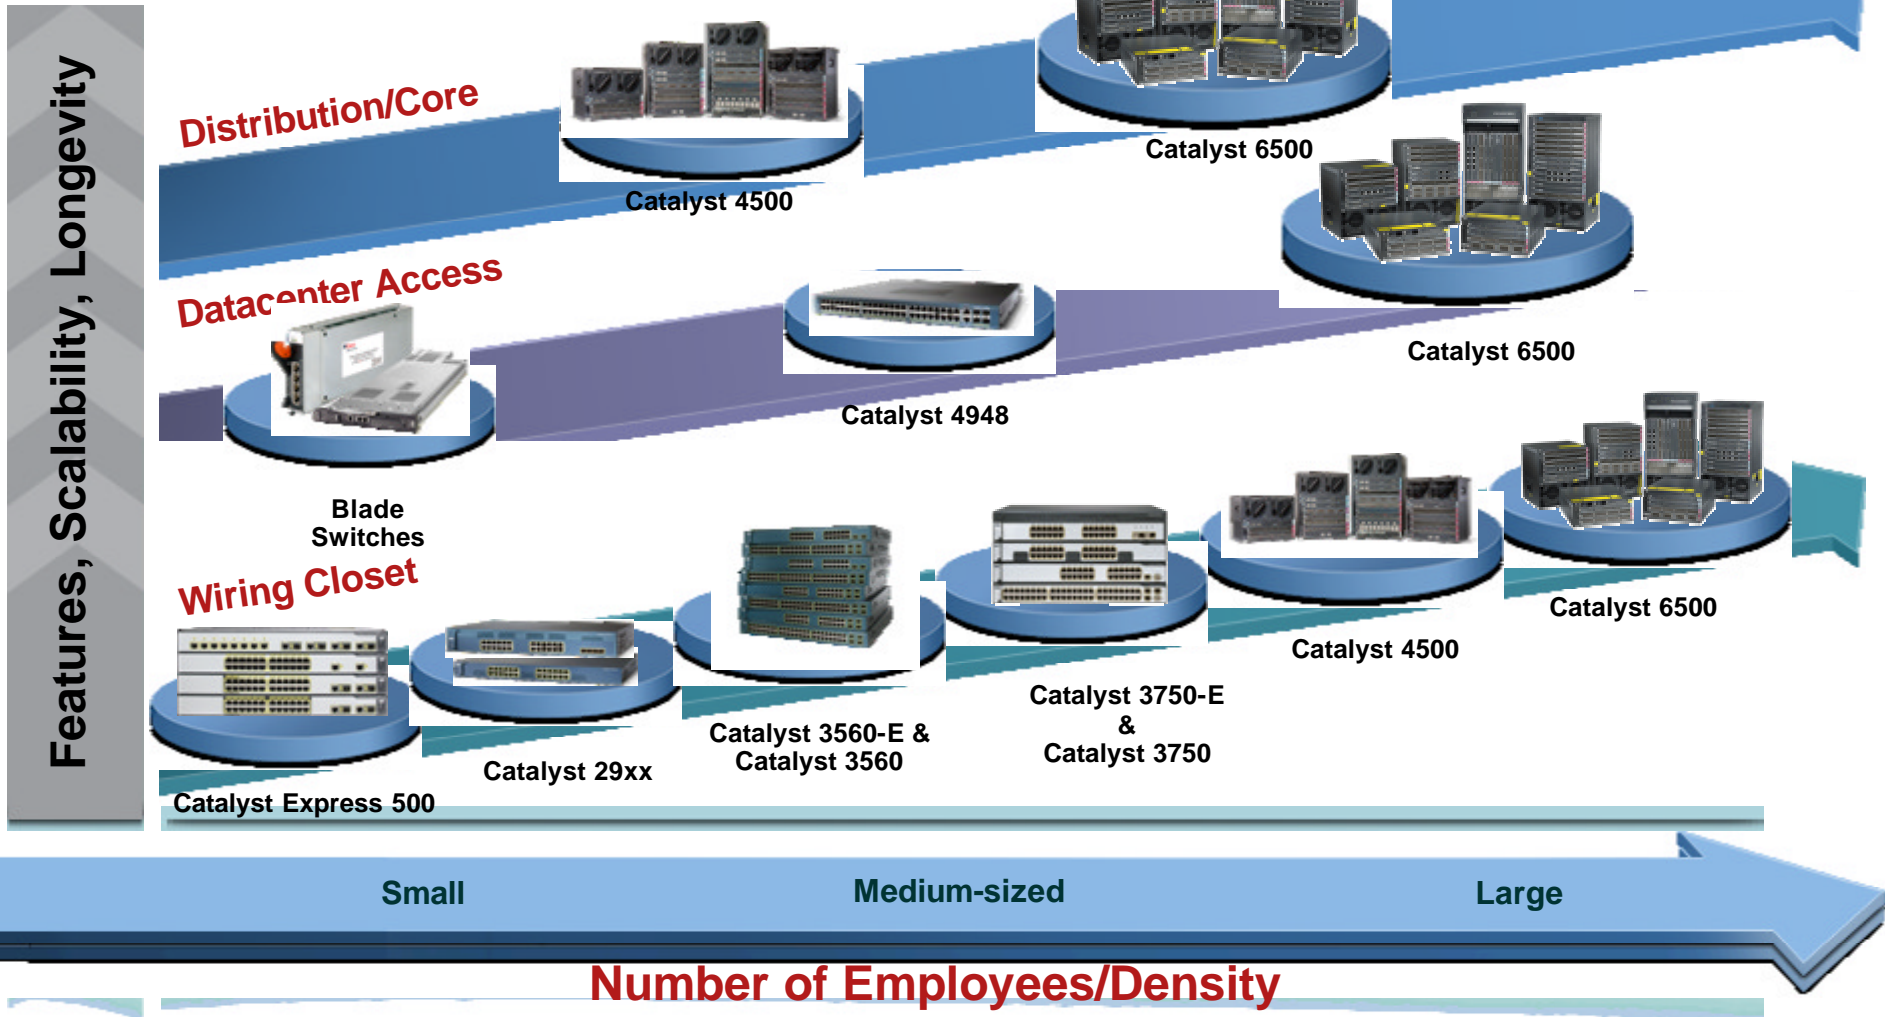 Features, Scalability, Longevity
Distribution/Core
Catalyst 4500
Catalyst 6500
Datacenter Access
Blade
Switches
Catalyst 4948
Catalyst 6500
Wiring Closet
Catalyst Express 500
Catalyst 29xx
Catalyst 3560-E &
Catalyst 3560
Catalyst 3750-E
&
Catalyst 3750
Catalyst 4500
Catalyst 6500
Small
Medium-sized
Large
Number of Employees/Density